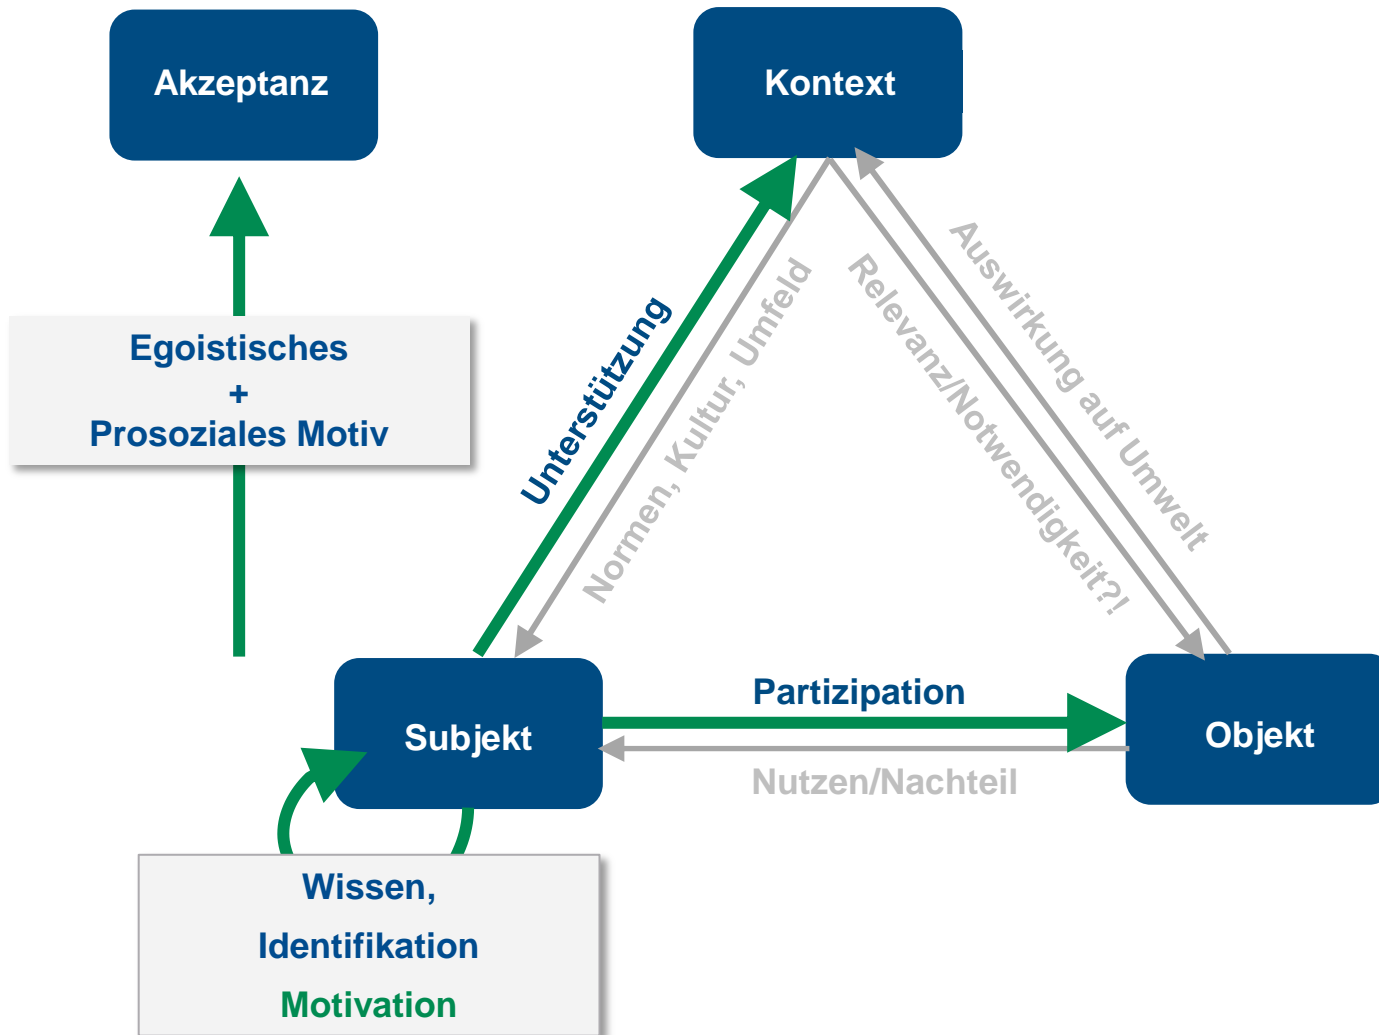 Akzeptanz
Kontext
Egoistisches
+
Prosoziales Motiv
Unterstützung
Normen, Kultur, Umfeld
Relevanz/Notwendigkeit?!
Auswirkung auf Umwelt
Subjekt
Partizipation
Nutzen/Nachteil
Objekt
Wissen,
Identifikation
Motivation